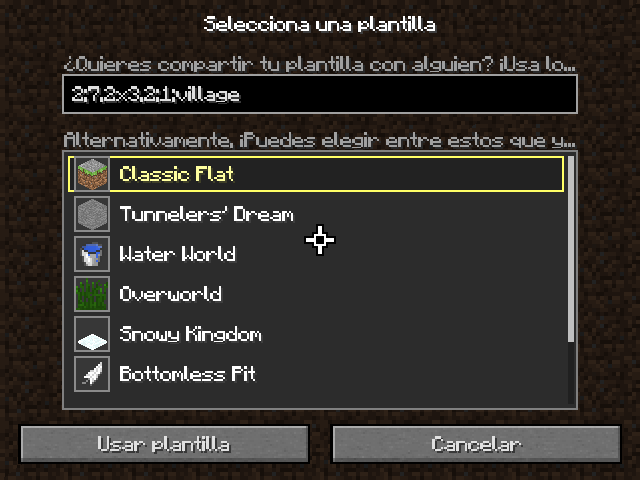 Selecciona una plantilla
¿Quieres compartir tu plantilla con alguien? ¡Usa lo...
2;7,2x3,2;1;village
Alternativamente, ¡Puedes elegir entre estos que y...
Classic Flat
Tunnelers' Dream
Water World
Overworld
Snowy Kingdom
Bottomless Pit
Usar plantilla
Cancelar